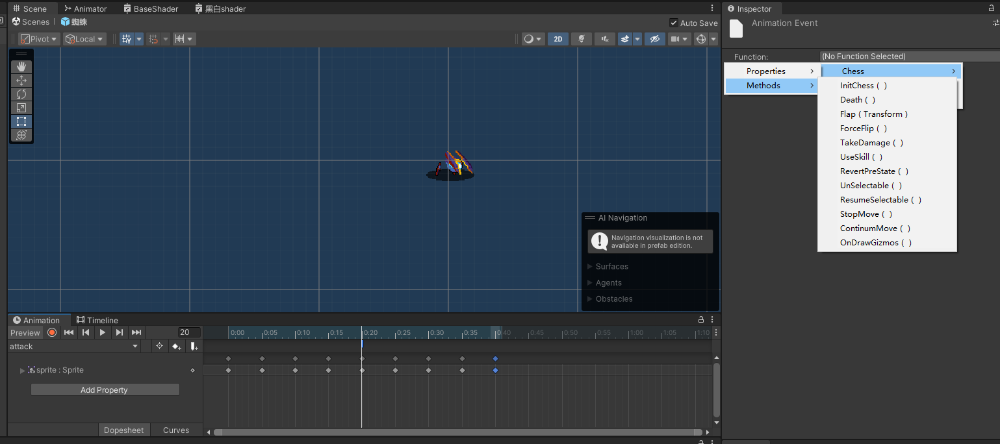 Scene Animator BaseShader 黑白shader
Scenes 蜘蛛 Auto Save
Pivot Local 2D
AI Navigation
Navigation visualization is not
available in prefab edition.
Surfaces
Agents
Obstacles
Animation Timeline
Preview 20 0:00 0:05 0:10 0:15 0:20 0:25 0:30 0:35 0:40 0:45 0:50 0:55 1:00 1:05 1:10
attack
sprite : Sprite
Add Property
Dopesheet Curves
Inspector
Animation Event
Function: (No Function Selected)
Properties Chess
Methods
InitChess ( )
Death ( )
Flap ( Transform )
ForceFlip ( )
TakeDamage ( )
UseSkill ( )
RevertPreState ( )
UnSelectable ( )
ResumeSelectable ( )
StopMove ( )
ContinumMove ( )
OnDrawGizmos ( )